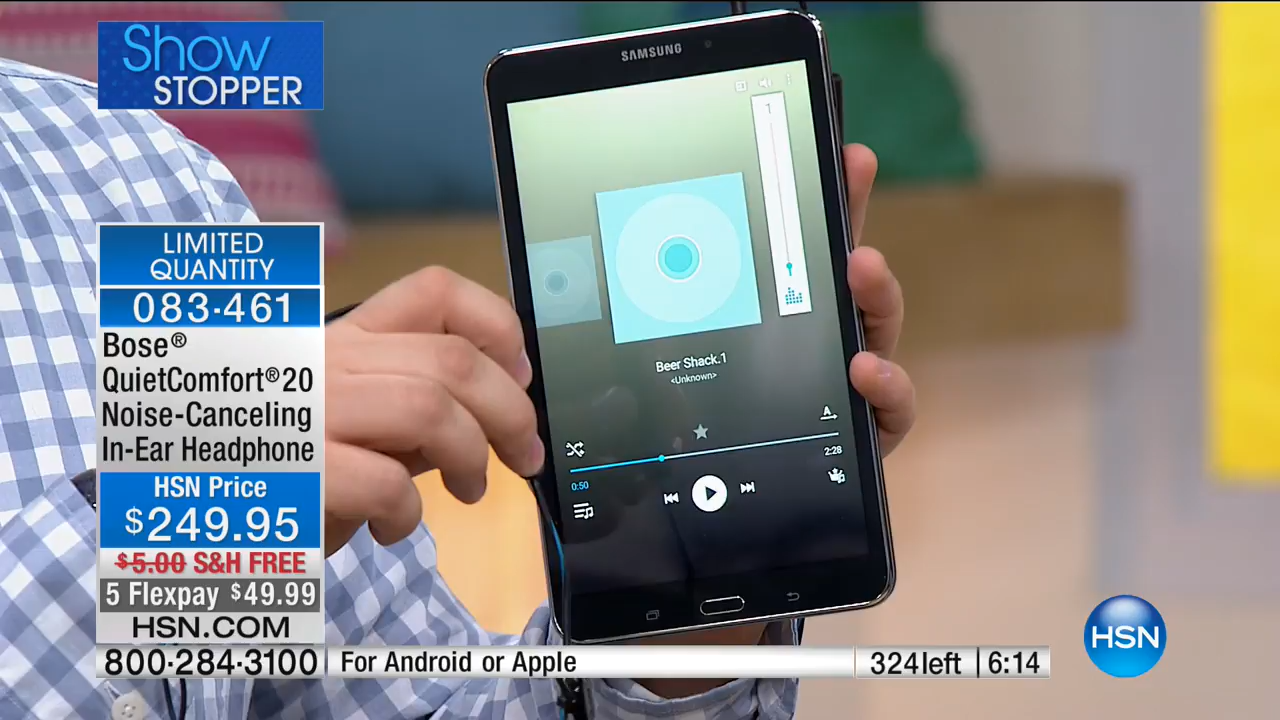 Show
STOPPER
LIMITED
QUANTITY
083·461
Bose®
QuietComfort® 20
Noise-Canceling
In-Ear Headphone
HSN Price
$249.95
$5.00 S&H FREE
5 Flexpay $49.99
HSN.COM
800·284·3100
For Android or Apple
324 left
6:14
HSN
SAMSUNG
Beer Shack.1
<Unknown>
A
0:50
2:28